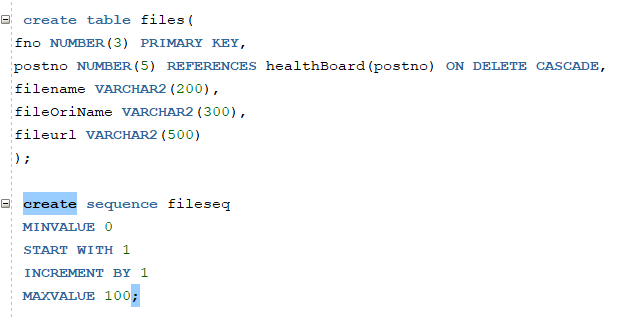 create table files(
fno NUMBER(3) PRIMARY KEY,
postno NUMBER(5) REFERENCES healthBoard(postno) ON DELETE CASCADE,
filename VARCHAR2(200),
fileOriName VARCHAR2(300),
fileurl VARCHAR2(500)
);
create sequence fileseq
MINVALUE 0
START WITH 1
INCREMENT BY 1
MAXVALUE 100;